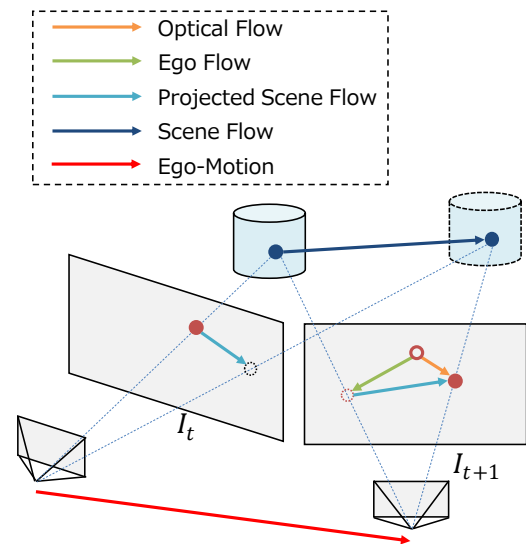 Optical Flow
Ego Flow
Projected Scene Flow
Scene Flow
Ego-Motion
I_t
I_{t+1}